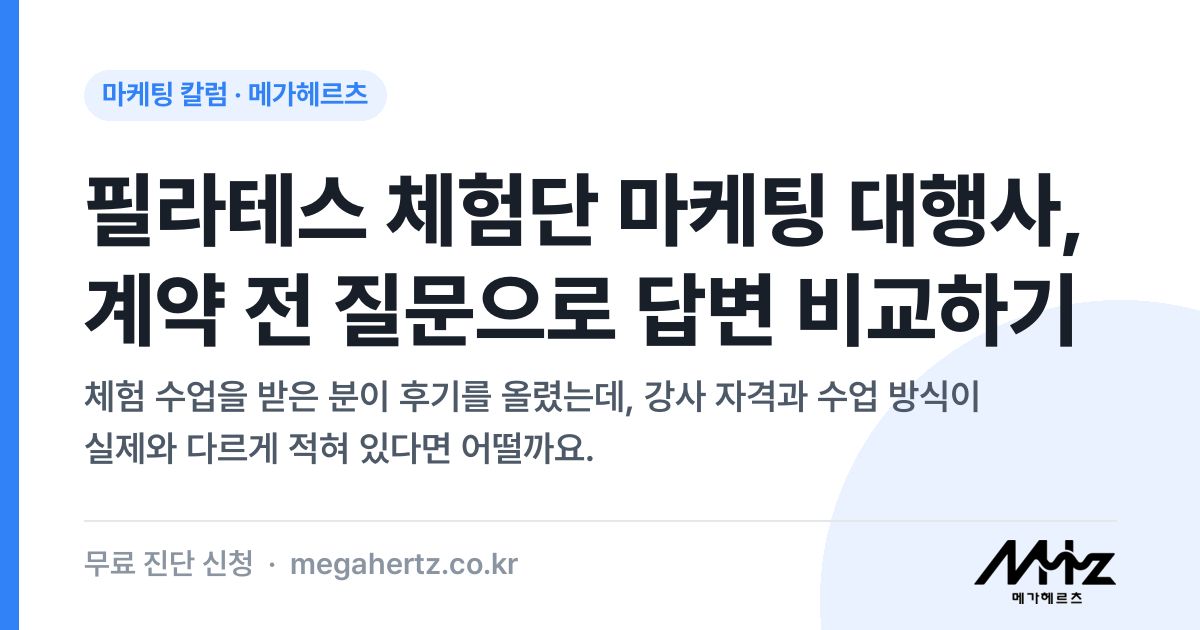 마케팅 칼럼 · 메가헤르츠
필라테스 체험단 마케팅 대행사,
계약 전 질문으로 답변 비교하기
체험 수업을 받은 분이 후기를 올렸는데, 강사 자격과 수업 방식이
실제와 다르게 적혀 있다면 어떨까요.
무료 진단 신청 · megahertz.co.kr
MHz
메가헤르츠